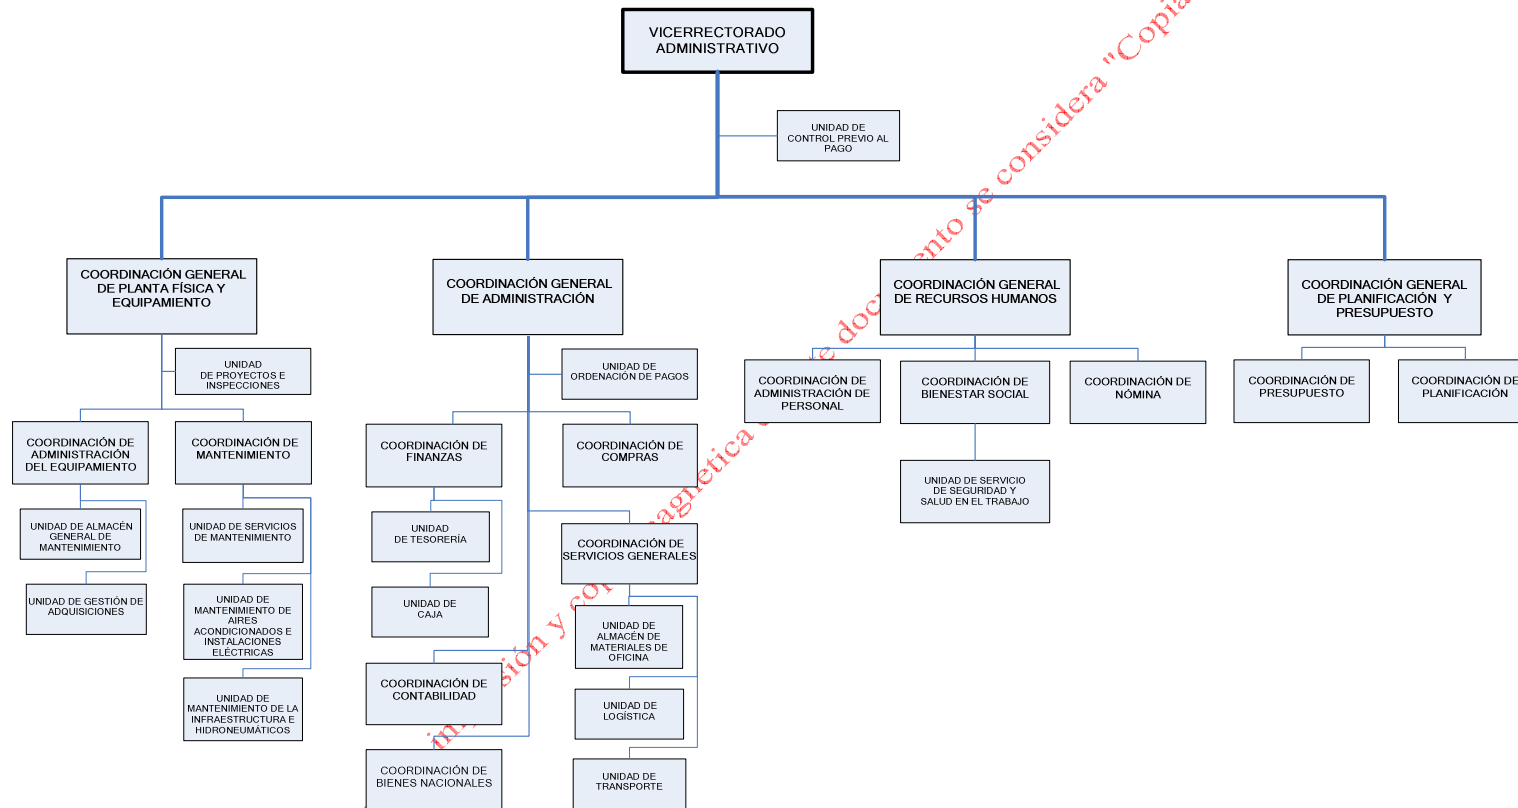 VICERRECTORADO
ADMINISTRATIVO
UNIDAD DE
CONTROL PREVIO AL
PAGO
COORDINACIÓN GENERAL
DE PLANTA FÍSICA Y
EQUIPAMIENTO
COORDINACIÓN GENERAL
DE ADMINISTRACIÓN
COORDINACIÓN GENERAL
DE RECURSOS HUMANOS
COORDINACIÓN GENERAL
DE PLANIFICACIÓN Y
PRESUPUESTO
UNIDAD
DE PROYECTOS E
INSPECCIONES
UNIDAD DE
ORDENACIÓN DE PAGOS
COORDINACIÓN DE
ADMINISTRACIÓN DE
PERSONAL
COORDINACIÓN DE
BIENESTAR SOCIAL
COORDINACIÓN DE
NÓMINA
COORDINACIÓN DE
PRESUPUESTO
COORDINACIÓN DE
PLANIFICACIÓN
COORDINACIÓN DE
ADMINISTRACIÓN
DEL EQUIPAMIENTO
COORDINACIÓN DE
MANTENIMIENTO
COORDINACIÓN DE
FINANZAS
COORDINACIÓN DE
COMPRAS
UNIDAD DE SERVICIO
DE SEGURIDAD Y
SALUD EN EL TRABAJO
UNIDAD DE ALMACÉN
GENERAL DE
MANTENIMIENTO
UNIDAD DE SERVICIOS
DE MANTENIMIENTO
UNIDAD
DE TESORERÍA
COORDINACIÓN DE
SERVICIOS GENERALES
UNIDAD DE GESTIÓN DE
ADQUISICIONES
UNIDAD DE
MANTENIMIENTO DE
AIRES
ACONDICIONADOS E
INSTALACIONES
ELÉCTRICAS
UNIDAD DE
CAJA
UNIDAD DE
ALMACÉN DE
MATERIALES DE
OFICINA
COORDINACIÓN DE
CONTABILIDAD
UNIDAD DE
MANTENIMIENTO DE LA
INFRAESTRUCTURA E
HIDRONEUMÁTICOS
UNIDAD DE
LOGÍSTICA
COORDINACIÓN DE
BIENES NACIONALES
UNIDAD DE
TRANSPORTE
se considera "Copia